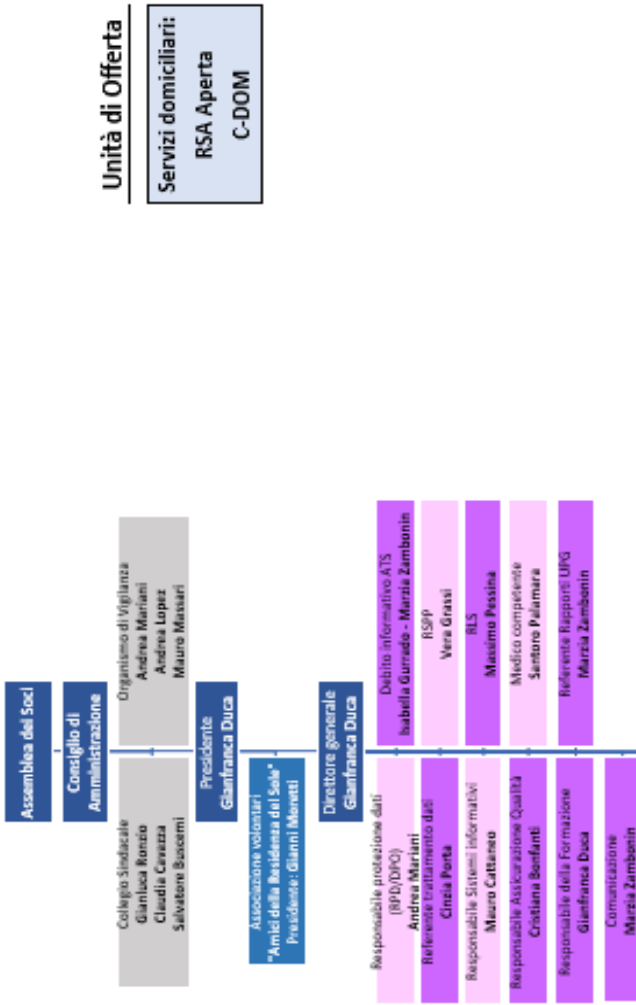 Unità di Offerta
Servizi domiciliari:
RSA Aperta
C-DOM
Assemblea dei Soci
Consiglio di
Amministrazione
Collegio Sindacale
Gianluca Ronzio
Claudia Cavazza
Salvatore Buscemi
Organismo di Vigilanza
Andrea Mariani
Andrea Lopez
Mauro Massari
Presidente
Gianfranca Duca
Associazione volontari
"Amici della Residenza del Sole"
Presidente: Gianni Moretti
Direttore generale
Gianfranca Duca
Responsabile protezione dati
(RPD/DPO)
Andrea Mariani
Debito informativo ATS
Isabella Gurredo - Marzia Zambonin
Referente trattamento dati
Cinzia Porta
RSPP
Vera Grassi
Responsabile Sistemi informativi
Mauro Cattaneo
RLS
Massimo Pessina
Responsabile Assicurazione Qualità
Cristiana Bonfanti
Medico competente
Santoro Palamara
Responsabile della Formazione
Gianfranca Duca
Referente Rapporti UPG
Marzia Zambonin
Comunicazione
Marzia Zambonin